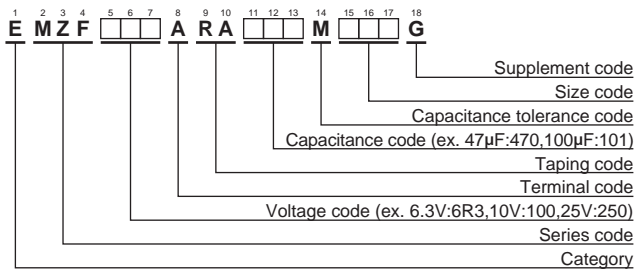 1 2 3 4 5 6 7 8 9 10 11 12 13 14 15 16 17 18
E M Z F □□□ A R A □□□ M □□□ G
Supplement code
Size code
Capacitance tolerance code
Capacitance code (ex. 47µF:470,100µF:101)
Taping code
Terminal code
Voltage code (ex. 6.3V:6R3,10V:100,25V:250)
Series code
Category